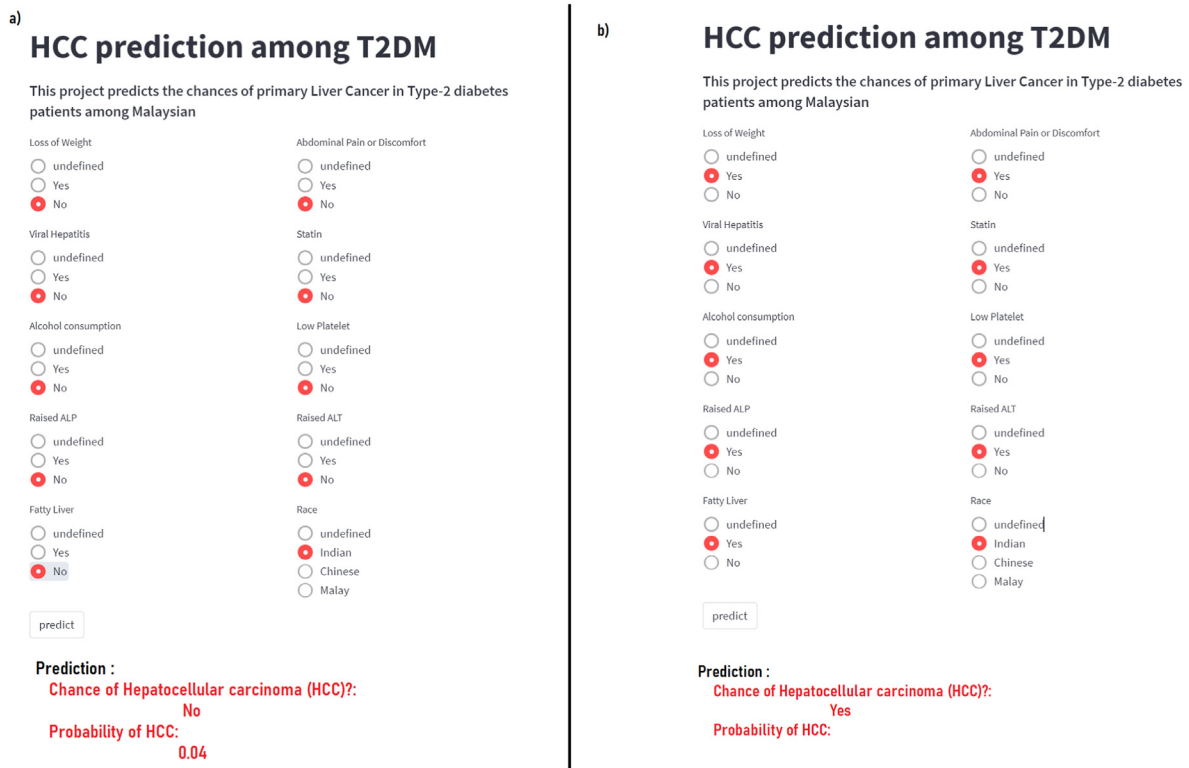 a)
HCC prediction among T2DM
This project predicts the chances of primary Liver Cancer in Type-2 diabetes
patients among Malaysian
Loss of Weight
undefined
Yes
No
Abdominal Pain or Discomfort
undefined
Yes
No
Viral Hepatitis
undefined
Yes
No
Statin
undefined
Yes
No
Alcohol consumption
undefined
Yes
No
Low Platelet
undefined
Yes
No
Raised ALP
undefined
Yes
No
Raised ALT
undefined
Yes
No
Fatty Liver
undefined
Yes
No
Race
undefined
Indian
Chinese
Malay
predict
Prediction :
Chance of Hepatocellular carcinoma (HCC)?:
No
Probability of HCC:
0.04
b)
HCC prediction among T2DM
This project predicts the chances of primary Liver Cancer in Type-2 diabetes
patients among Malaysian
Loss of Weight
undefined
Yes
No
Abdominal Pain or Discomfort
undefined
Yes
No
Viral Hepatitis
undefined
Yes
No
Statin
undefined
Yes
No
Alcohol consumption
undefined
Yes
No
Low Platelet
undefined
Yes
No
Raised ALP
undefined
Yes
No
Raised ALT
undefined
Yes
No
Fatty Liver
undefined
Yes
No
Race
undefined
Indian
Chinese
Malay
predict
Prediction :
Chance of Hepatocellular carcinoma (HCC)?:
Yes
Probability of HCC: